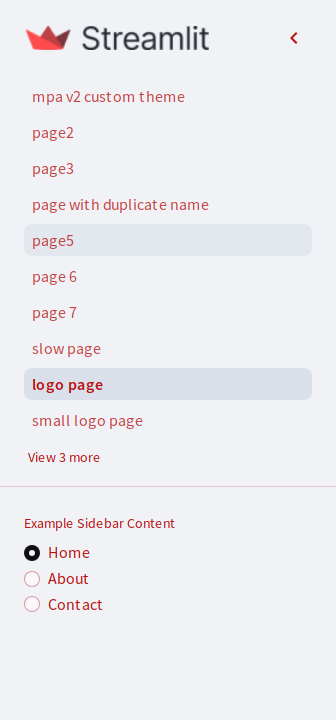 Streamlit
mpa v2 custom theme
page2
page3
page with duplicate name
page5
page 6
page 7
slow page
logo page
small logo page
View 3 more
Example Sidebar Content
Home
About
Contact